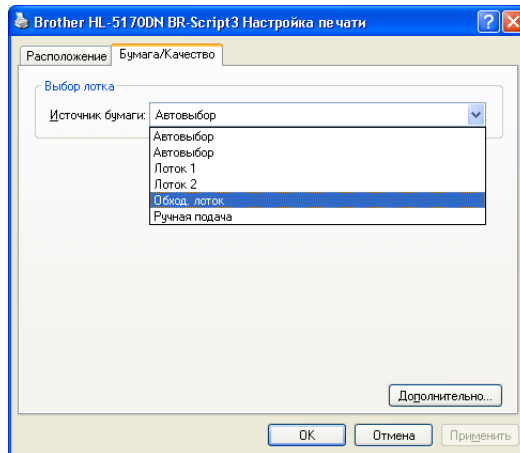 Brother HL-5170DN BR-Script3 Настройка печати
Расположение Бумага/Качество
Выбор лотка
Источник бумаги: Автовыбор
Автовыбор
Автовыбор
Лоток 1
Лоток 2
Обход. лоток
Ручная подача
Дополнительно...
OK Отмена Применить